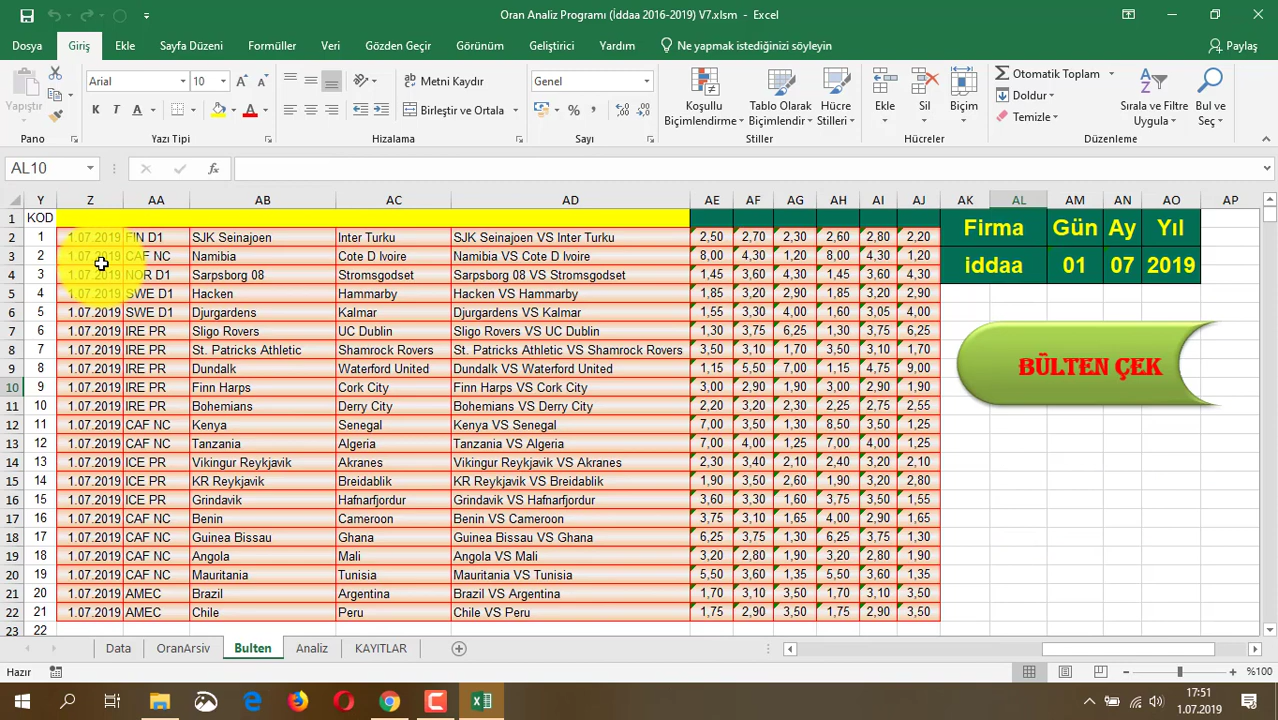 Oran Analiz Programı (İddaa 2016-2019) V7.xlsm - Excel
Dosya Giriş Ekle Sayfa Düzeni Formüller Veri Gözden Geçir Görünüm Geliştirici Yardım Ne yapmak istediğinizi söyleyin Paylaş
Yapıştır
Arial 10
K T A
Metni Kaydır
Birleştir ve Ortala
Genel
Koşullu Biçimlendirme
Tablo Olarak Biçimlendir
Hücre Stilleri
Ekle Sil Biçim
Otomatik Toplam
Doldur
Temizle
Sırala ve Filtre Uygula
Bul ve Seç
Pano Yazı Tipi Hizalama Sayı Stiller Hücreler Düzenleme
AL10 fx
Y Z AA AB AC AD AE AF AG AH AI AJ AK AL AM AN AO AP
1 KOD
2 1 1.07.2019 FIN D1 SJK Seinajoen Inter Turku SJK Seinajoen VS Inter Turku 2,50 2,70 2,30 2,60 2,80 2,20
3 2 1.07.2019 CAF NC Namibia Cote D Ivoire Namibia VS Cote D Ivoire 8,00 4,30 1,20 8,00 4,30 1,20
4 3 1.07.2019 NOR D1 Sarpsborg 08 Stromsgodset Sarpsborg 08 VS Stromsgodset 1,45 3,60 4,30 1,45 3,60 4,30
5 4 1.07.2019 SWE D1 Hacken Hammarby Hacken VS Hammarby 1,85 3,20 2,90 1,85 3,20 2,90
6 5 1.07.2019 SWE D1 Djurgardens Kalmar Djurgardens VS Kalmar 1,55 3,30 4,00 1,60 3,05 4,00
7 6 1.07.2019 IRE PR Sligo Rovers UC Dublin Sligo Rovers VS UC Dublin 1,30 3,75 6,25 1,30 3,75 6,25
8 7 1.07.2019 IRE PR St. Patricks Athletic Shamrock Rovers St. Patricks Athletic VS Shamrock Rovers 3,50 3,10 1,70 3,50 3,10 1,70
9 8 1.07.2019 IRE PR Dundalk Waterford United Dundalk VS Waterford United 1,15 5,50 7,00 1,15 4,75 9,00
10 9 1.07.2019 IRE PR Finn Harps Cork City Finn Harps VS Cork City 3,00 2,90 1,90 3,00 2,90 1,90
11 10 1.07.2019 IRE PR Bohemians Derry City Bohemians VS Derry City 2,20 3,20 2,20 2,25 2,75 2,55
12 11 1.07.2019 CAF NC Kenya Senegal Kenya VS Senegal 7,00 3,50 1,30 8,50 3,50 1,25
13 12 1.07.2019 CAF NC Tanzania Algeria Tanzania VS Algeria 7,00 4,00 1,25 7,00 4,00 1,25
14 13 1.07.2019 ICE PR Vikingur Reykjavik Akranes Vikingur Reykjavik VS Akranes 2,30 3,40 2,10 2,40 3,20 2,10
15 14 1.07.2019 ICE PR KR Reykjavik Breidablik KR Reykjavik VS Breidablik 1,90 3,50 2,60 1,90 3,20 2,80
16 15 1.07.2019 ICE PR Grindavik Hafnarfjordur Grindavik VS Hafnarfjordur 3,60 3,30 1,60 3,75 3,50 1,55
17 16 1.07.2019 CAF NC Benin Cameroon Benin VS Cameroon 3,75 3,10 1,65 4,00 2,90 1,65
18 17 1.07.2019 CAF NC Guinea Bissau Ghana Guinea Bissau VS Ghana 6,25 3,75 1,30 6,25 3,75 1,30
19 18 1.07.2019 CAF NC Angola Mali Angola VS Mali 3,20 2,80 1,90 3,20 2,80 1,90
20 19 1.07.2019 CAF NC Mauritania Tunisia Mauritania VS Tunisia 5,50 3,60 1,35 5,50 3,60 1,35
21 20 1.07.2019 AMEC Brazil Argentina Brazil VS Argentina 1,70 3,10 3,50 1,70 3,10 3,50
22 21 1.07.2019 AMEC Chile Peru Chile VS Peru 1,75 2,90 3,50 1,75 2,90 3,50
23 22
Firma Gün Ay Yıl
iddaa 01 07 2019
BÜLTEN ÇEK
Data OranArsiv Bulten Analiz KAYITLAR
Hazır %100
17:51
1.07.2019